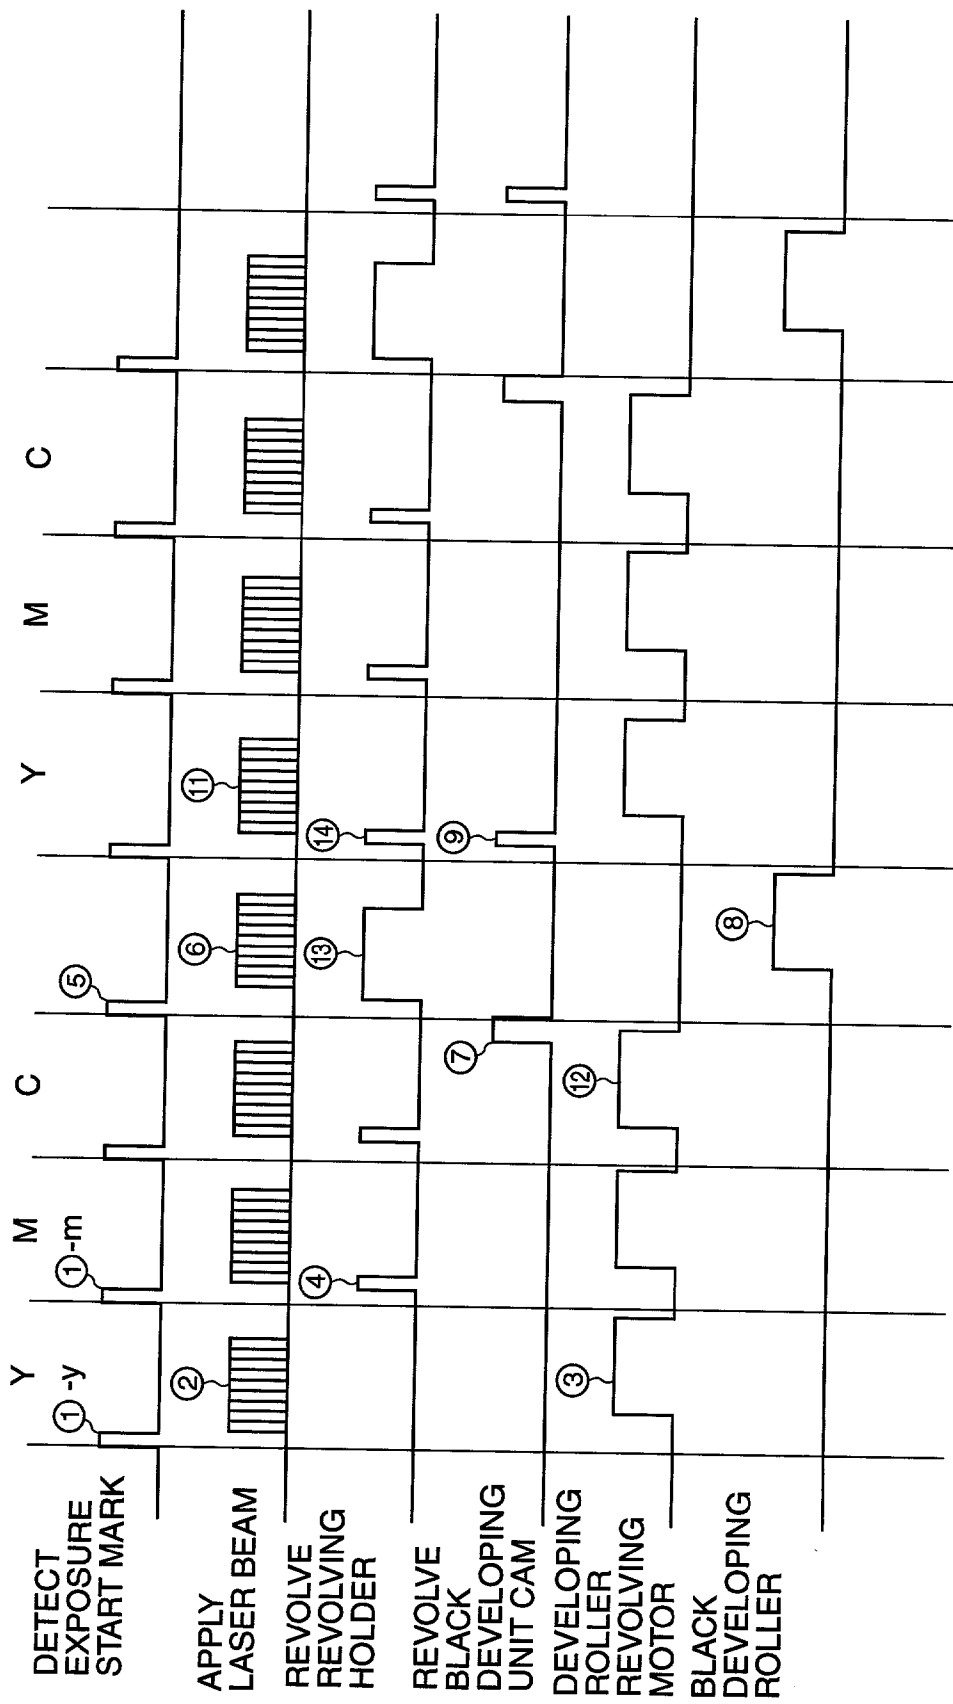 Y M C Y M C
DETECT
EXPOSURE
START MARK
①-y ①-m ⑤
APPLY
LASER BEAM
② ⑥ ⑪
REVOLVE
REVOLVING
HOLDER
④ ⑬ ⑭
REVOLVE
BLACK
DEVELOPING
UNIT CAM
⑦ ⑨
DEVELOPING
ROLLER
REVOLVING
MOTOR
③ ⑫
BLACK
DEVELOPING
ROLLER
⑧